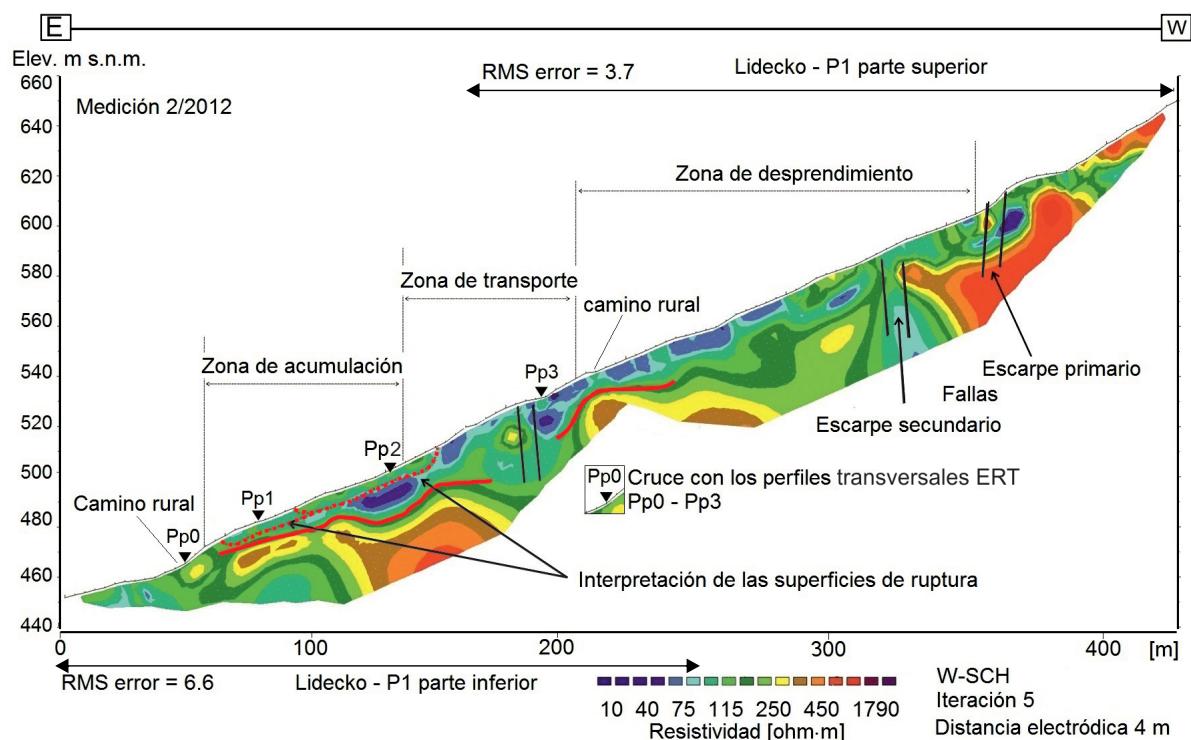 E
W
Elev. m s.n.m.
RMS error = 3.7
Lidecko - P1 parte superior
Medición 2/2012
660
640
620
600
580
560
540
520
500
480
460
440
Zona de desprendimiento
Zona de transporte
camino rural
Zona de acumulación
Pp3
Escarpe primario
Fallas
Escarpe secundario
Pp2
Pp0
Cruce con los perfiles transversales ERT
Pp0 - Pp3
Camino rural
Pp1
Pp0
Interpretación de las superficies de ruptura
0
100
200
300
400
[m]
RMS error = 6.6
Lidecko - P1 parte inferior
10 40 75 115 250 450 1790
Resistividad [ohm·m]
W-SCH
Iteración 5
Distancia electródica 4 m